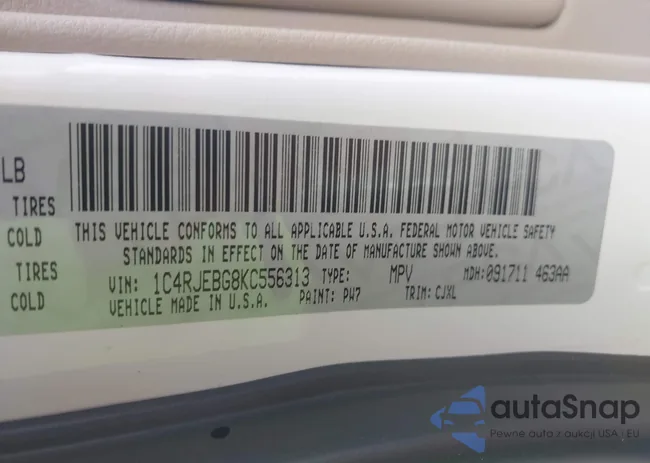 LB
TIRES
COLD
TIRES
COLD
THIS VEHICLE CONFORMS TO ALL APPLICABLE U.S.A. FEDERAL MOTOR VEHICLE SAFETY
STANDARDS IN EFFECT ON THE DATE OF MANUFACTURE SHOWN ABOVE.
VIN: 1C4RJEBG8KC556313 TYPE: MPV MDH:091711 463AA
VEHICLE MADE IN U.S.A. PAINT: PW7 TRIM: CJXL
autaSnap
Pewne auta z aukcji USA i EU